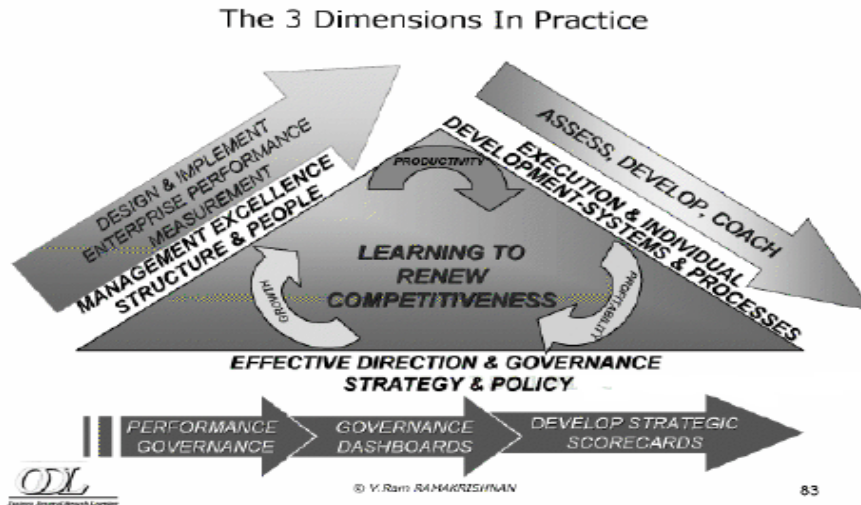 The 3 Dimensions In Practice
DESIGN & IMPLEMENT
ENTERPRISE PERFORMANCE
MEASUREMENT
MANAGEMENT EXCELLENCE
STRUCTURE & PEOPLE
ASSESS, DEVELOP, COACH
EXECUTION & INDIVIDUAL
DEVELOPMENT-SYSTEMS & PROCESSES
PRODUCTIVITY
LEARNING TO
RENEW
COMPETITIVENESS
GROWTH
PROFITABILITY
EFFECTIVE DIRECTION & GOVERNANCE
STRATEGY & POLICY
PERFORMANCE
GOVERNANCE
GOVERNANCE
DASHBOARDS
DEVELOP STRATEGIC
SCORECARDS
ODL
© V.Ram RAMAKRISHNAN
83